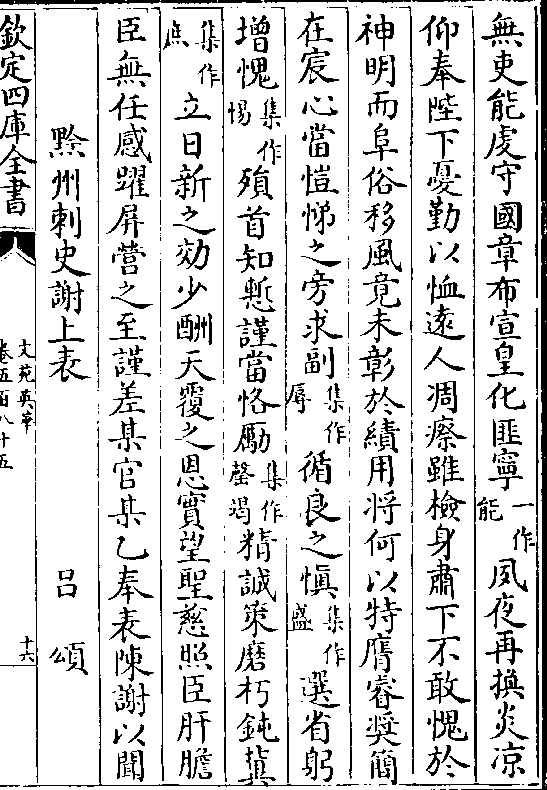 無吏能虔守國章布宣皇化匪寧一作能夙夜再換炎凉
仰奉陛下憂勤以恤遠人凋瘵雖檢身肅下不敢愧於
神明而阜俗移風竟未彰於績用將何以特膺睿奨簡
在宸心當愷悌之旁求副集作辱循良之慎集作盛選省躬
增愧集作惕殞首知慙謹當恪勵集作罄竭精誠策磨朽鈍冀
集作庶立日新之效少酬天覆之恩實望聖慈照臣肝膽
臣無任感躍屏營之至謹差某官某乙奉表陳謝以聞
黔州刺史謝上表 吕頌
欽定四庫全書
文苑英華
卷五百八十五
十六